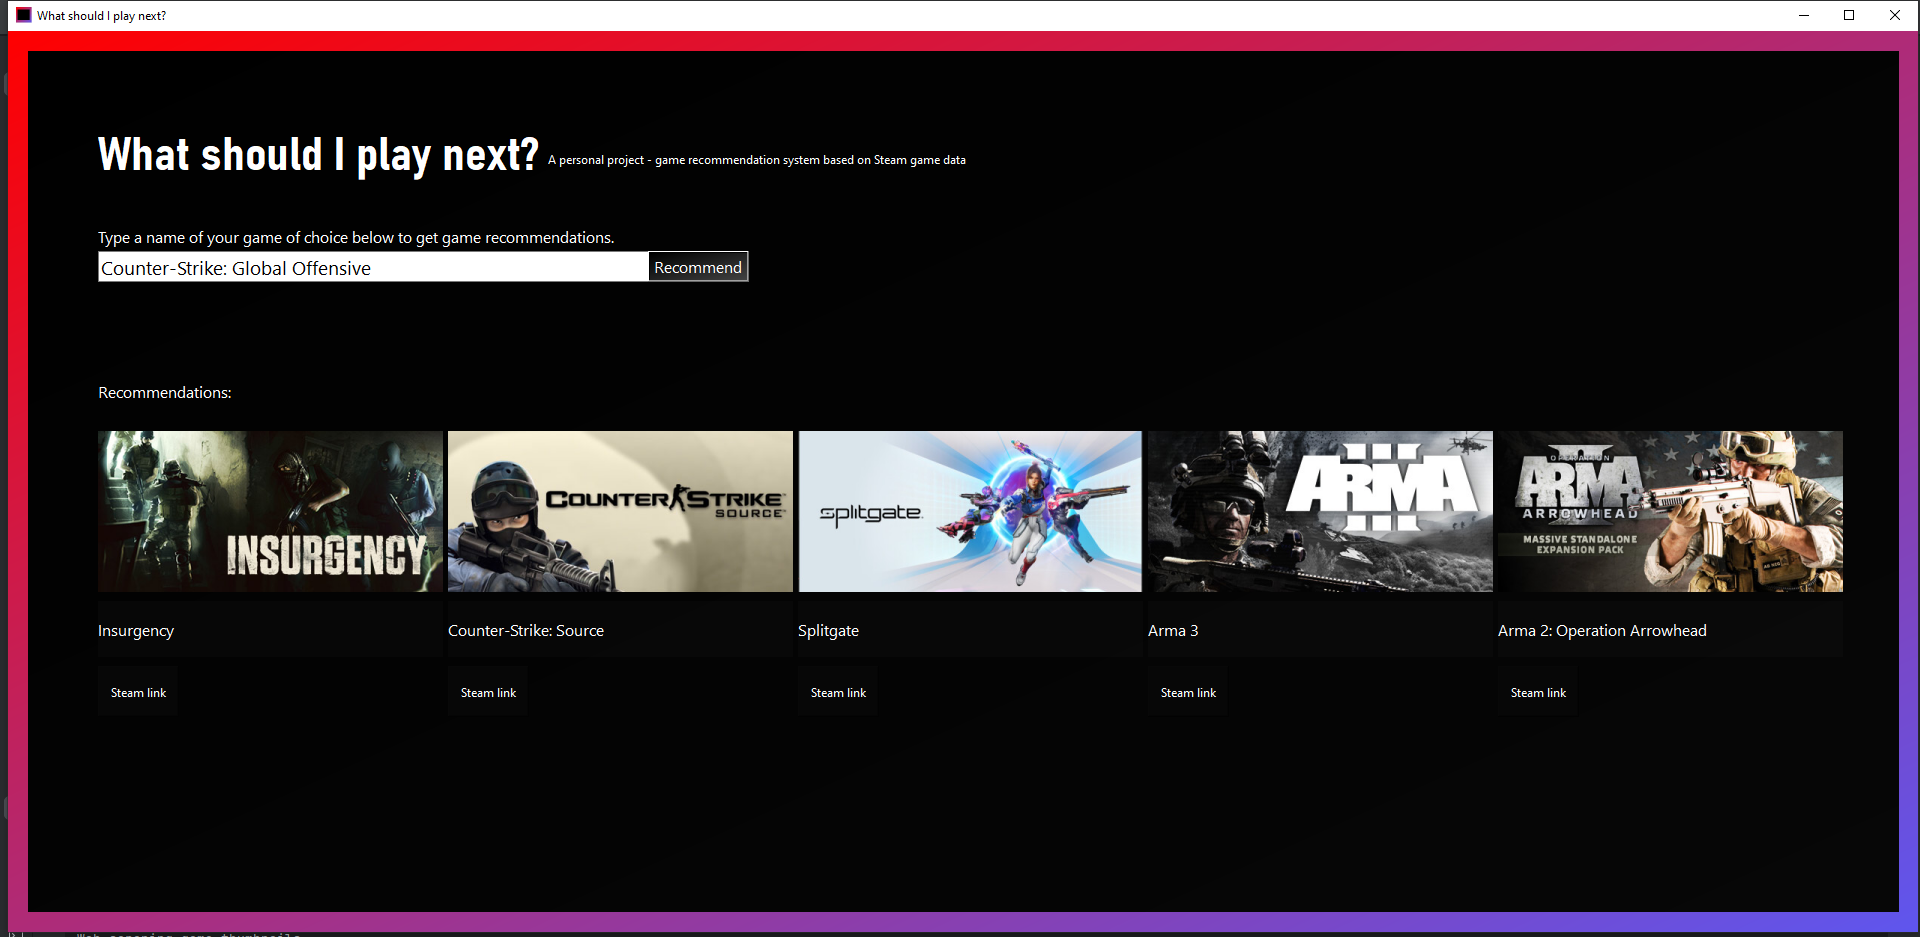 What should I play next?
What should I play next? A personal project - game recommendation system based on Steam game data
Type a name of your game of choice below to get game recommendations.
Counter-Strike: Global Offensive Recommend
Recommendations:
INSURGENCY
COUNTER STRIKE
SOURCE
splitgate
III
ARMA
III
OPERATION
ARMA
II
ARROWHEAD
MASSIVE STANDALONE
EXPANSION PACK
Insurgency Counter-Strike: Source Splitgate Arma 3 Arma 2: Operation Arrowhead
Steam link Steam link Steam link Steam link Steam link